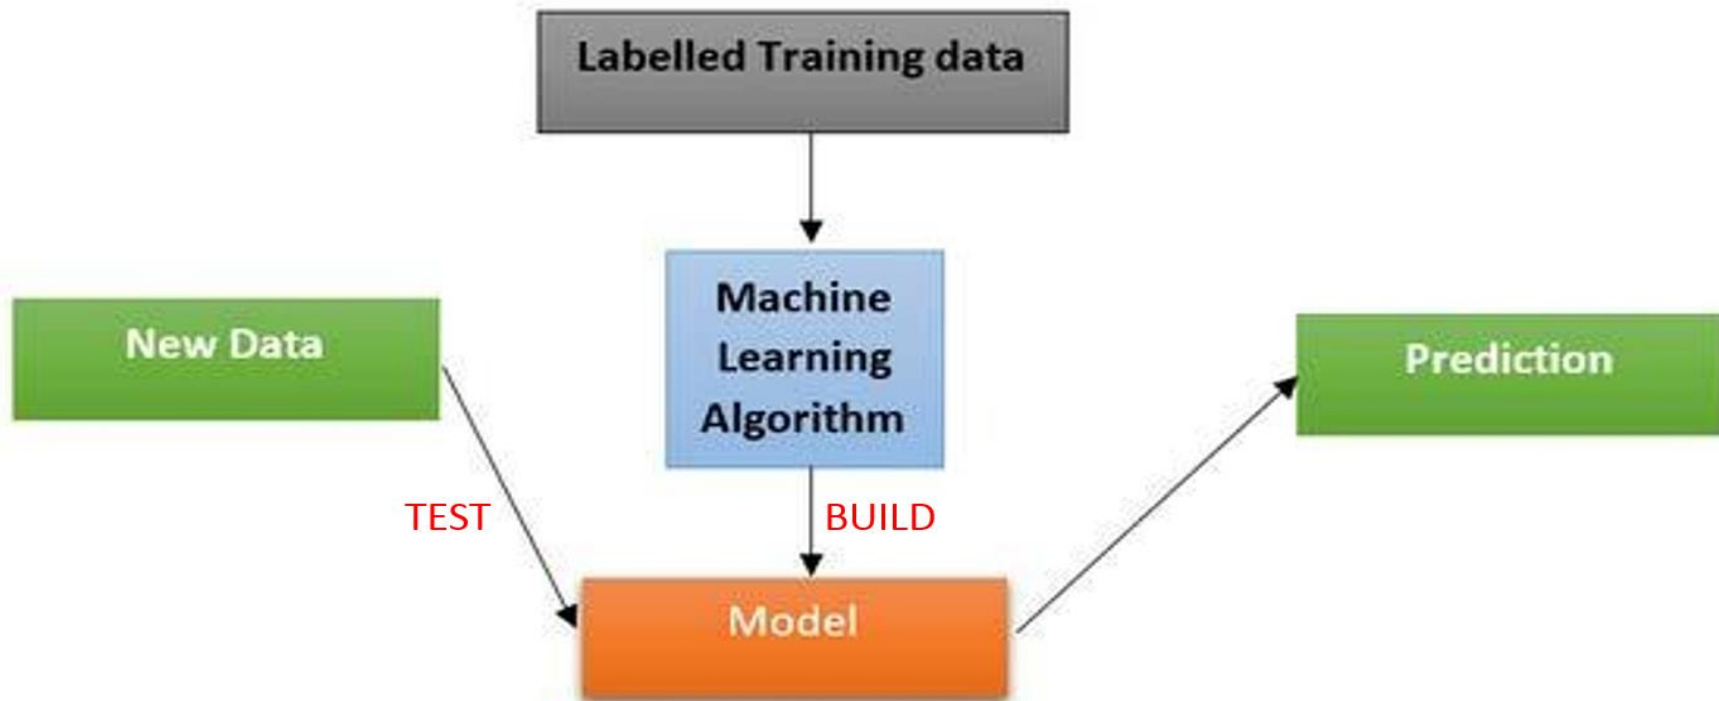 Labelled Training data
Machine
Learning
Algorithm
New Data
Prediction
TEST
BUILD
Model